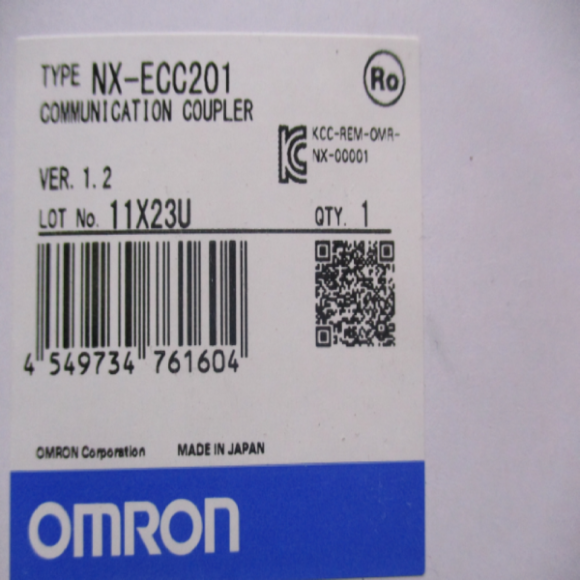 TYPE NX-ECC201
Ro
COMMUNICATION COUPLER
KCC-REM-OMR-
NX-00001
VER. 1.2
LOT No. 11X23U
QTY. 1
4 549734 761604
OMRON Corporation MADE IN JAPAN
OMRON